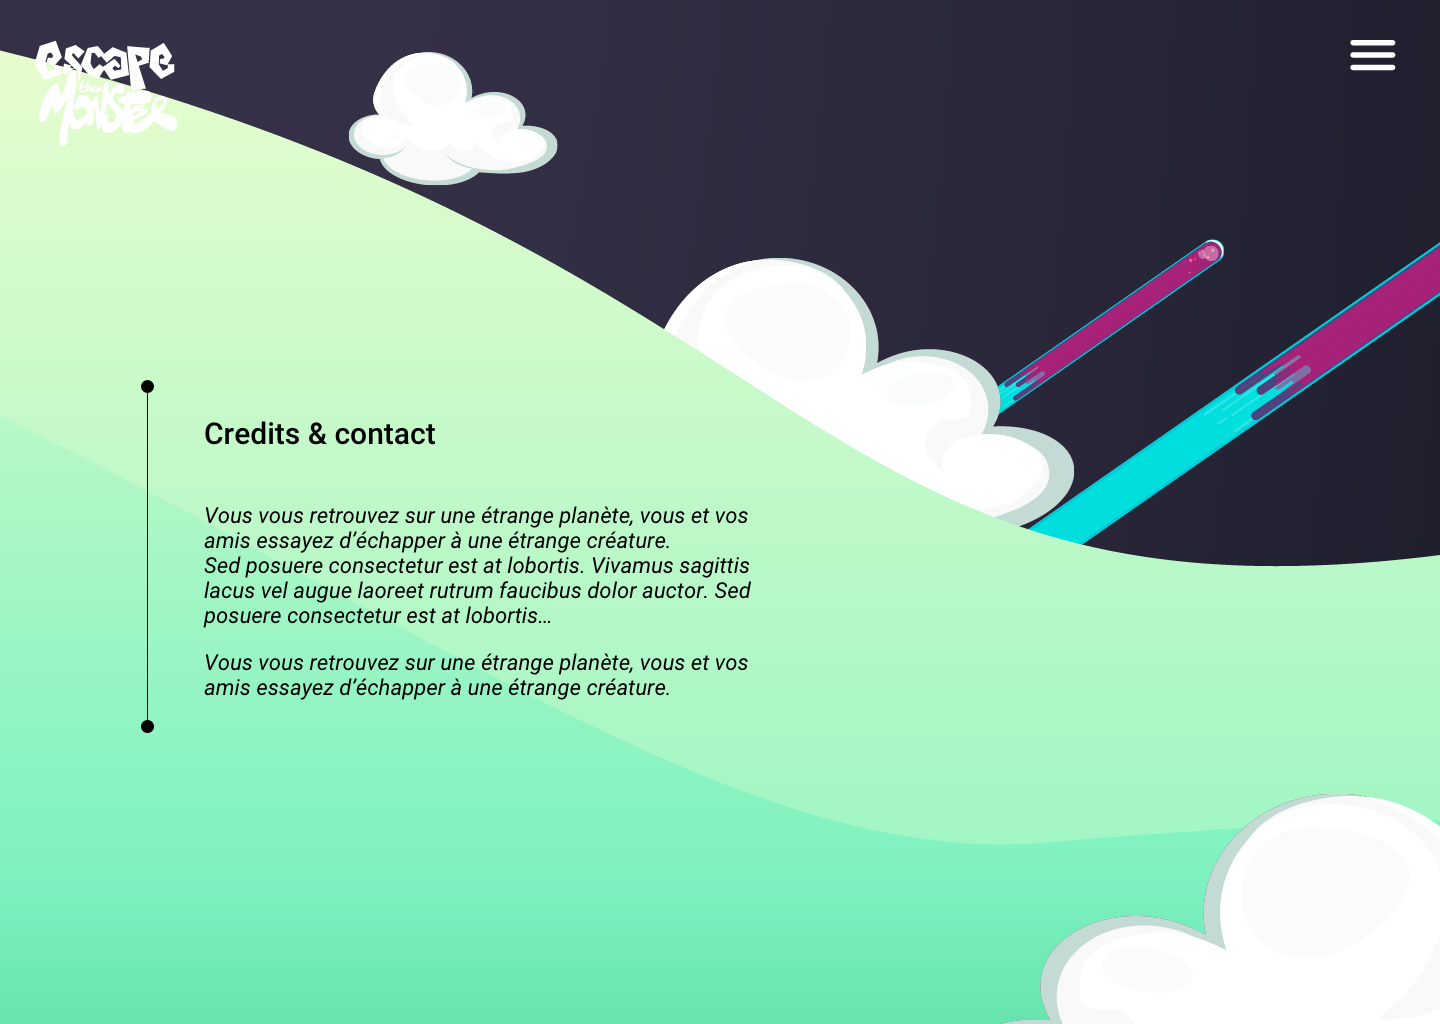 escape
the
MONSTER
Credits & contact
Vous vous retrouvez sur une étrange planète, vous et vos
amis essayez d’échapper à une étrange créature.
Sed posuere consectetur est at lobortis. Vivamus sagittis
lacus vel augue laoreet rutrum faucibus dolor auctor. Sed
posuere consectetur est at lobortis…
Vous vous retrouvez sur une étrange planète, vous et vos
amis essayez d’échapper à une étrange créature.